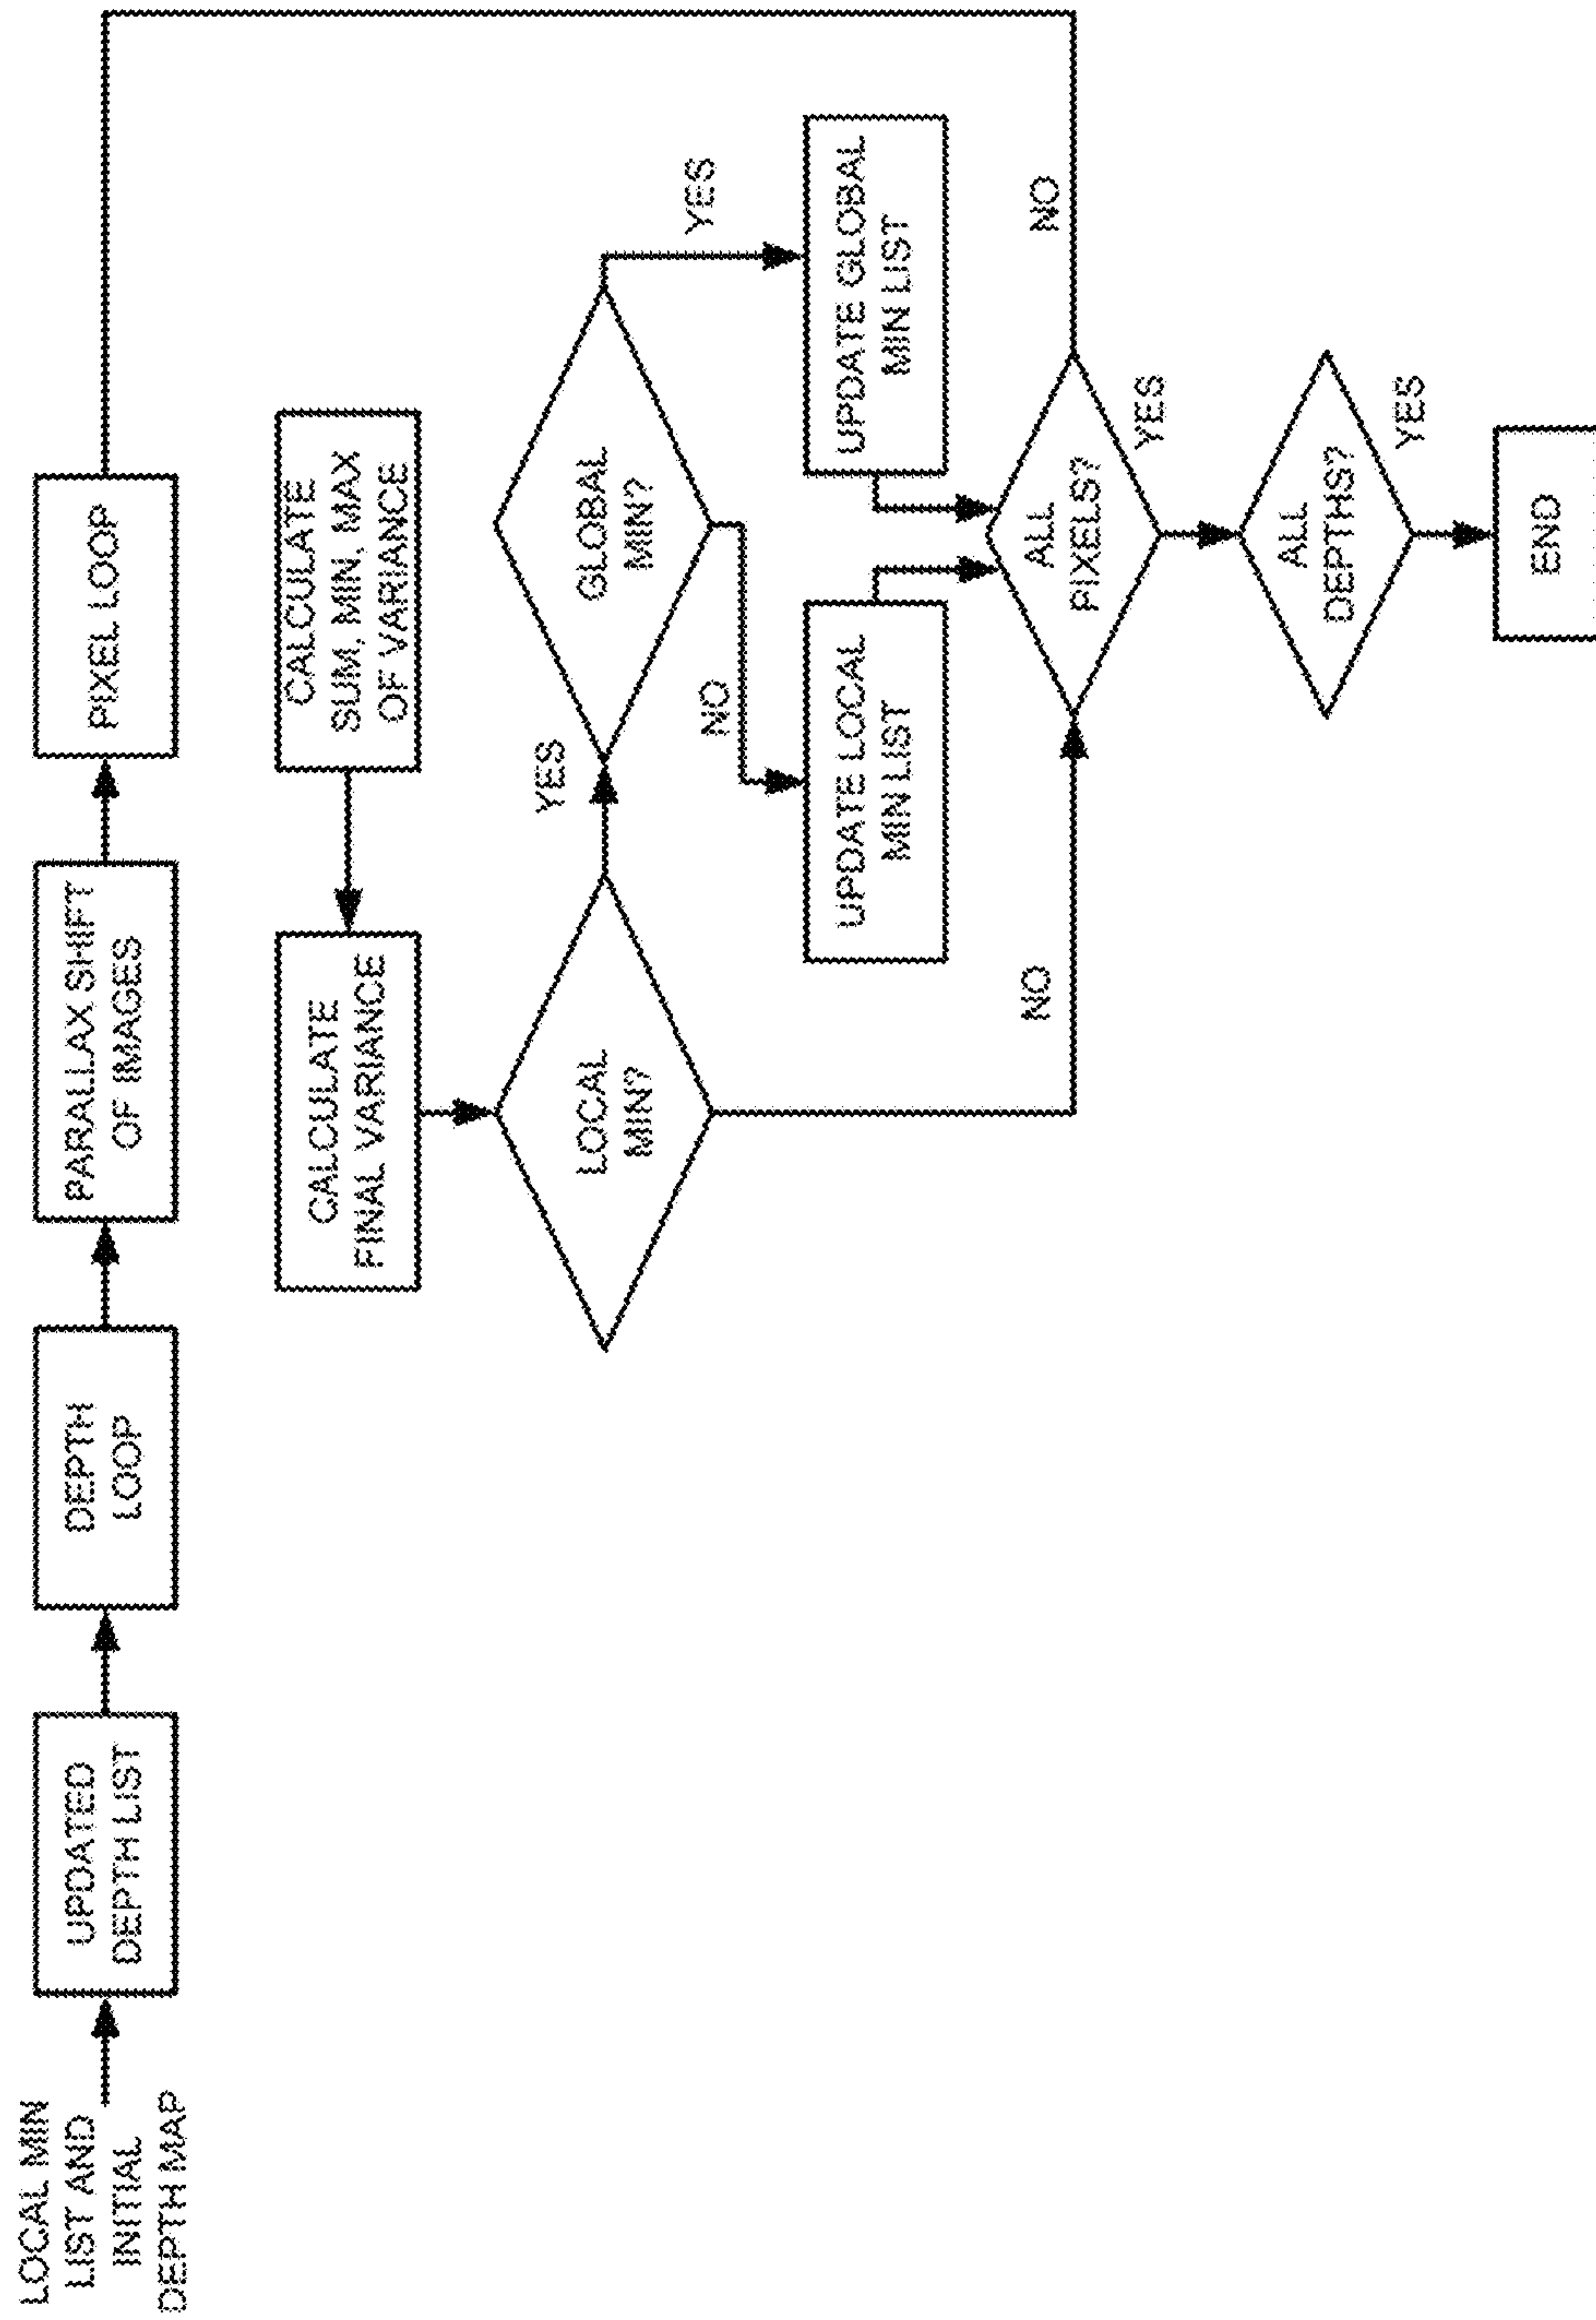 LOCAL MIN
LIST AND
INITIAL
DEPTH MAP
UPDATED
DEPTH LIST
DEPTH
LOOP
PARALLAX SHIFT
OF IMAGES
PIXEL LOOP
CALCULATE
SUM, MIN, MAX
OF VARIANCE
CALCULATE
FINAL VARIANCE
LOCAL
MIN?
YES
GLOBAL
MIN?
YES
NO
UPDATE LOCAL
MIN LIST
UPDATE GLOBAL
MIN LIST
NO
ALL
PIXELS?
NO
YES
ALL
DEPTHS?
YES
END